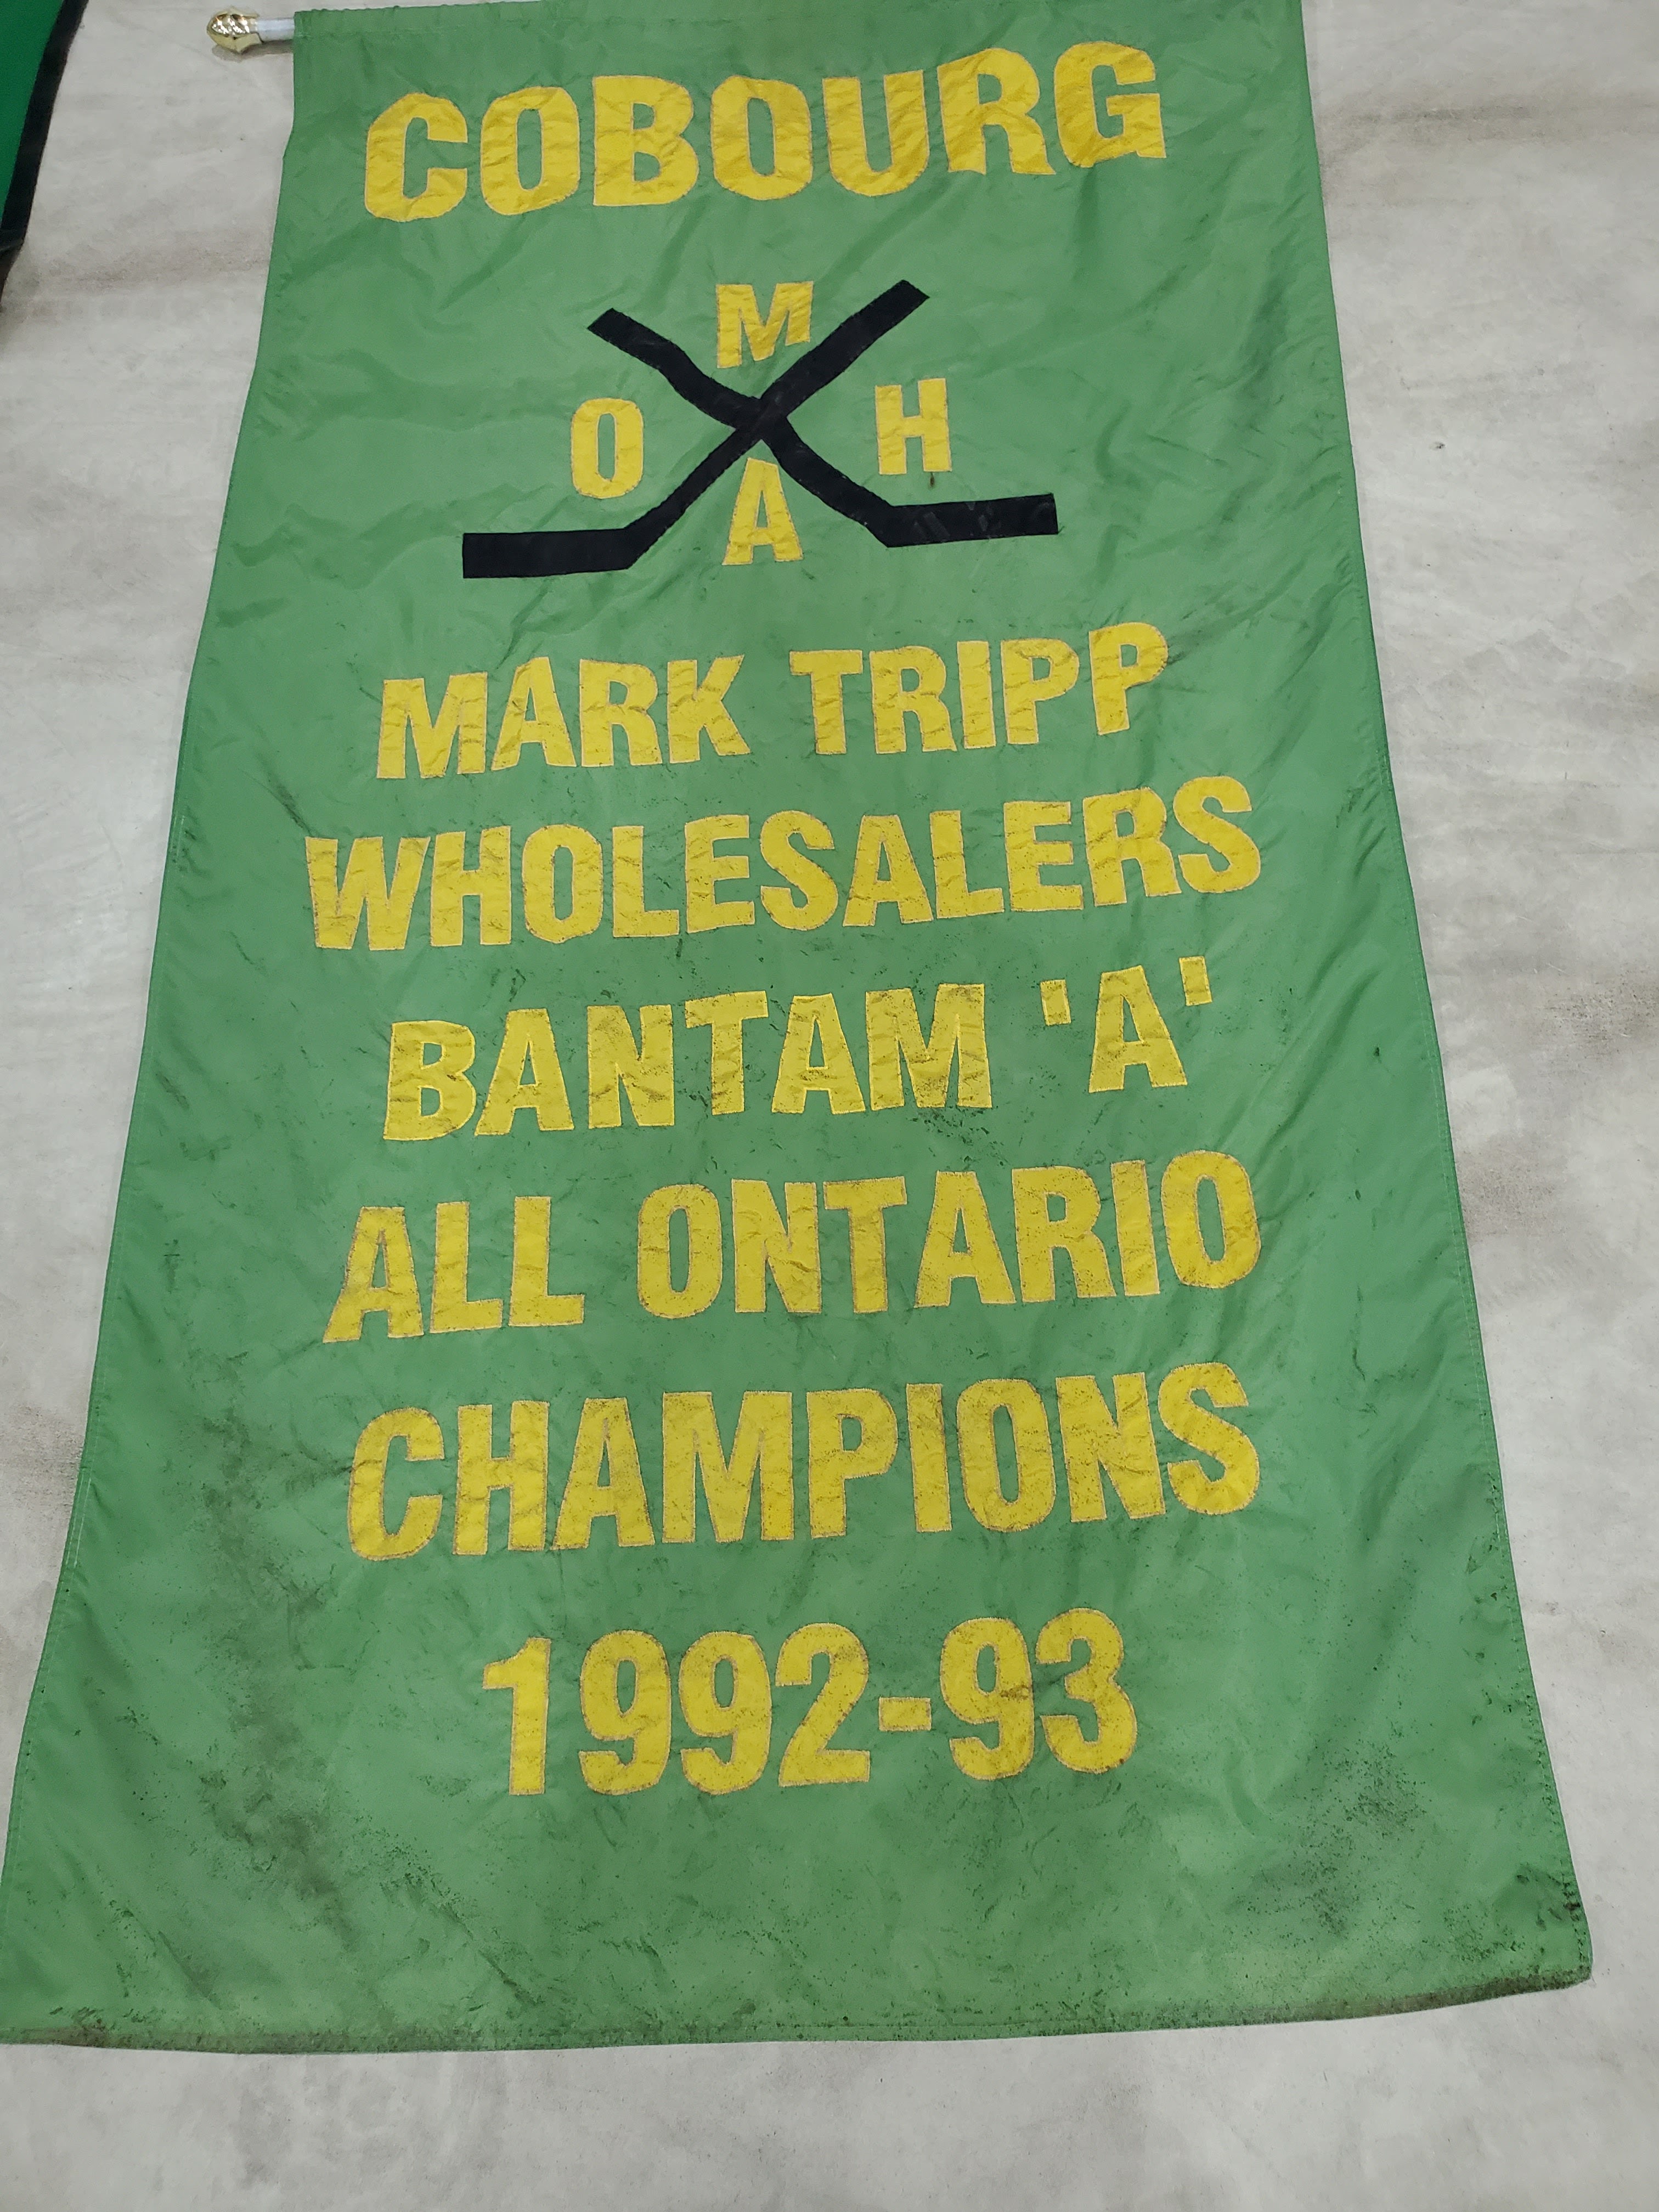 COBOURG
M
O H
A
MARK TRIPP
WHOLESALERS
BANTAM 'A'
ALL ONTARIO
CHAMPIONS
1992-93